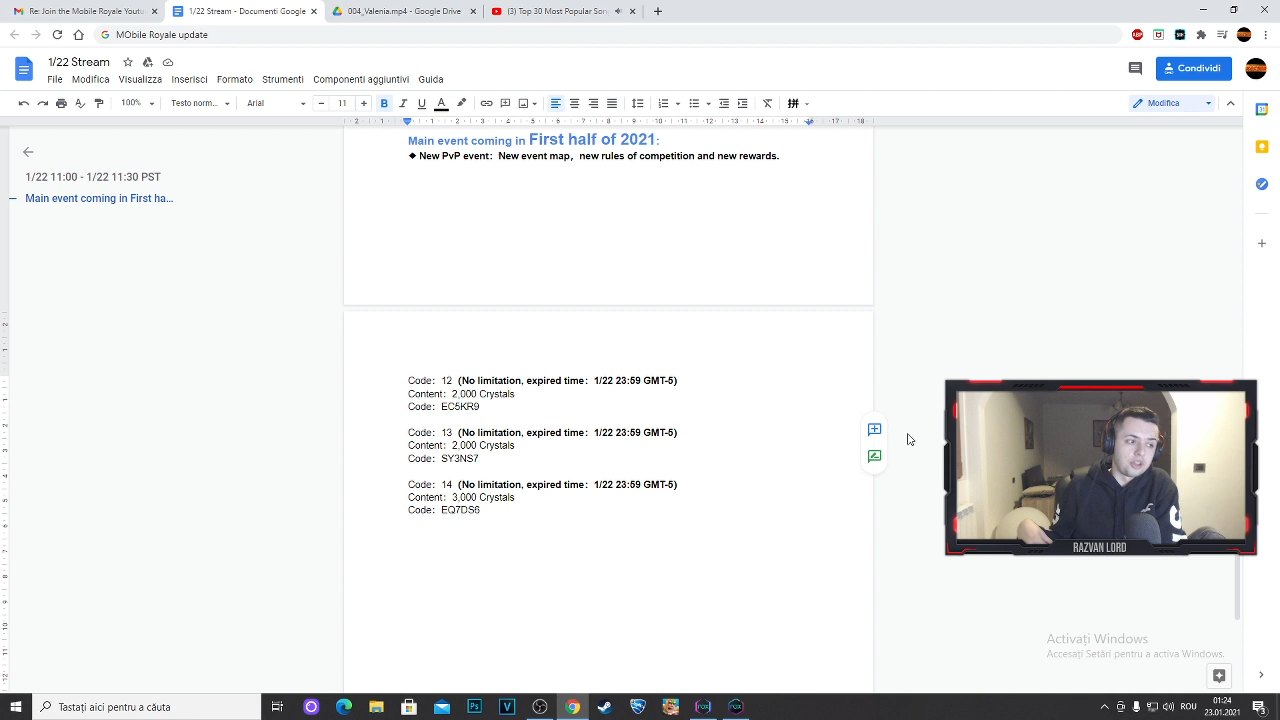 Re: Join the Mobile Royale Youtu
1/22 Stream - Documenti Google
004_Valenia.mp4 - Google Drive
(3) Top 30 Most Popular Son
MObile Royale update
1/22 Stream
File Modifica Visualizza Inserisci Formato Strumenti Componenti aggiuntivi Guida
Condividi
100% Testo norm... Arial 11
Modifica
1/22 11:00 - 1/22 11:30 PST
Main event coming in First ha...
Main event coming in First half of 2021:
❖ New PvP event: New event map, new rules of competition and new rewards.
Code: 12 (No limitation, expired time: 1/22 23:59 GMT-5)
Content: 2,000 Crystals
Code: EC5KR9
Code: 13 (No limitation, expired time: 1/22 23:59 GMT-5)
Content: 2,000 Crystals
Code: SY3NS7
Code: 14 (No limitation, expired time: 1/22 23:59 GMT-5)
Content: 3,000 Crystals
Code: EQ7DS6
RAZVAN LORD
Activați Windows
Accesați Setări pentru a activa Windows.
Tastați aici pentru a căuta
ROU
01:24
23.01.2021